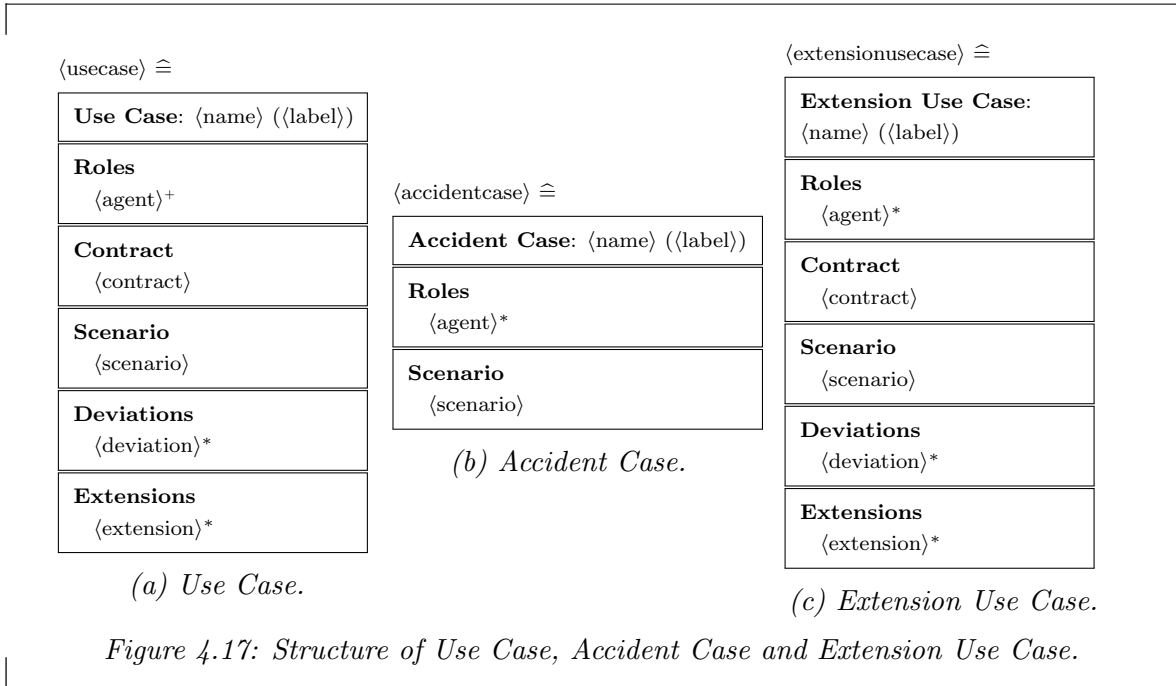 ⟨usecase⟩ ≙
Use Case: ⟨name⟩ (⟨label⟩)
Roles
⟨agent⟩+
Contract
⟨contract⟩
Scenario
⟨scenario⟩
Deviations
⟨deviation⟩*
Extensions
⟨extension⟩*
(a) Use Case.
⟨accidentcase⟩ ≙
Accident Case: ⟨name⟩ (⟨label⟩)
Roles
⟨agent⟩*
Scenario
⟨scenario⟩
(b) Accident Case.
⟨extensionusecase⟩ ≙
Extension Use Case:
⟨name⟩ (⟨label⟩)
Roles
⟨agent⟩*
Contract
⟨contract⟩
Scenario
⟨scenario⟩
Deviations
⟨deviation⟩*
Extensions
⟨extension⟩*
(c) Extension Use Case.
Figure 4.17: Structure of Use Case, Accident Case and Extension Use Case.